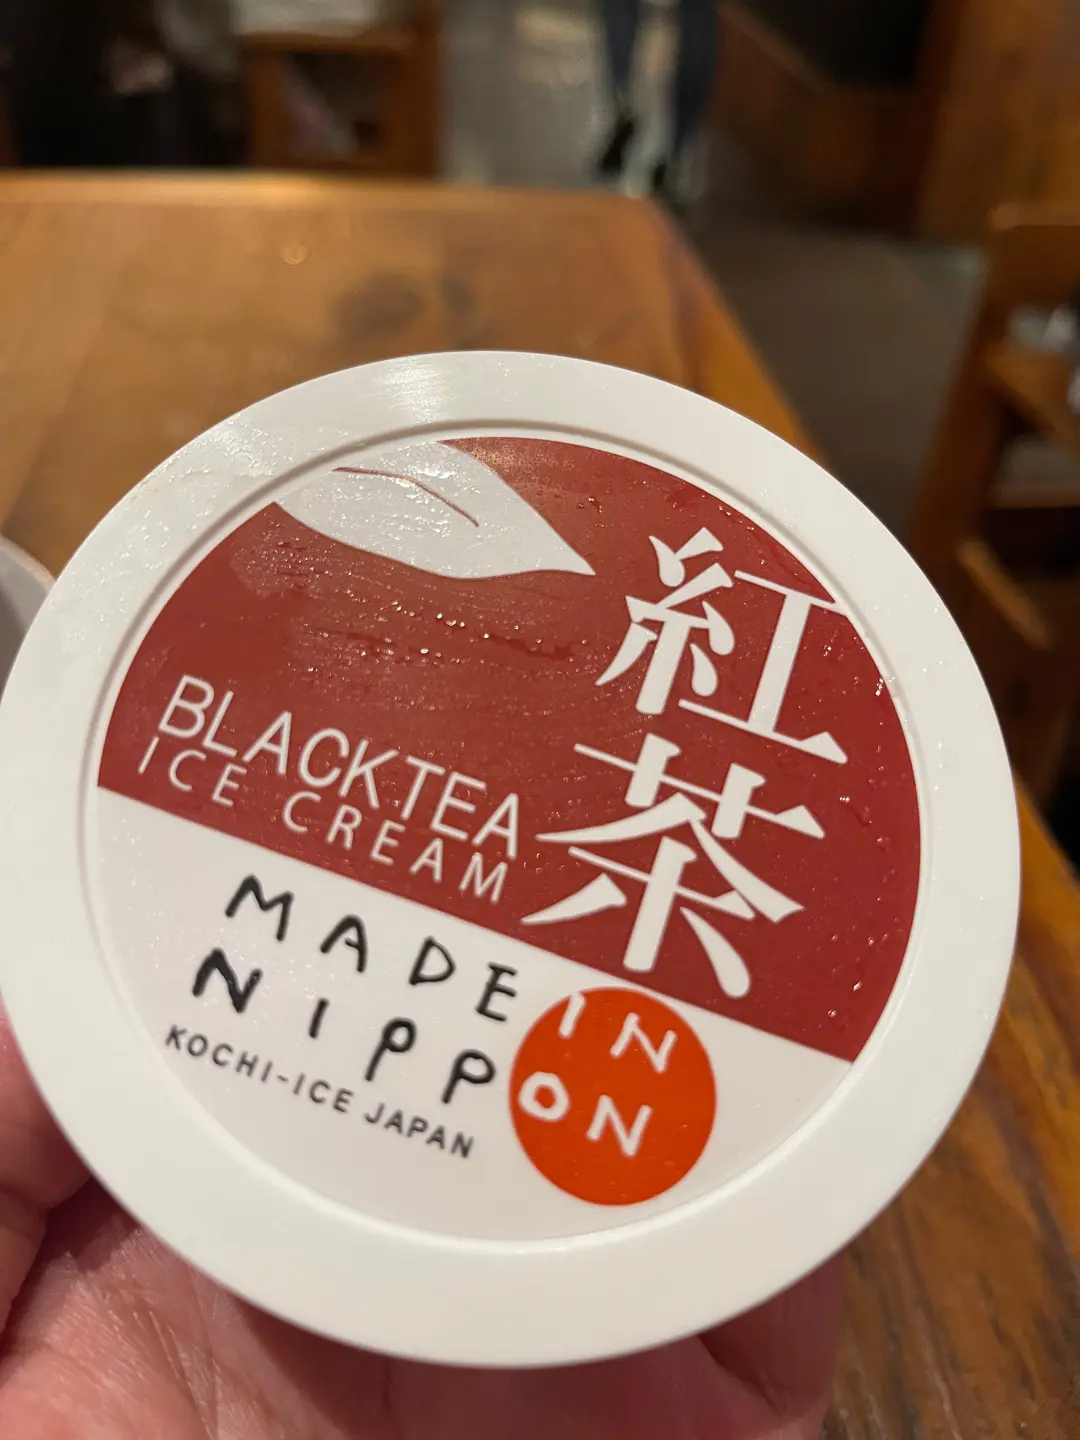 紅茶
BLACKTEA
ICE CREAM
MADE IN
NIPPON
KOCHI-ICE JAPAN